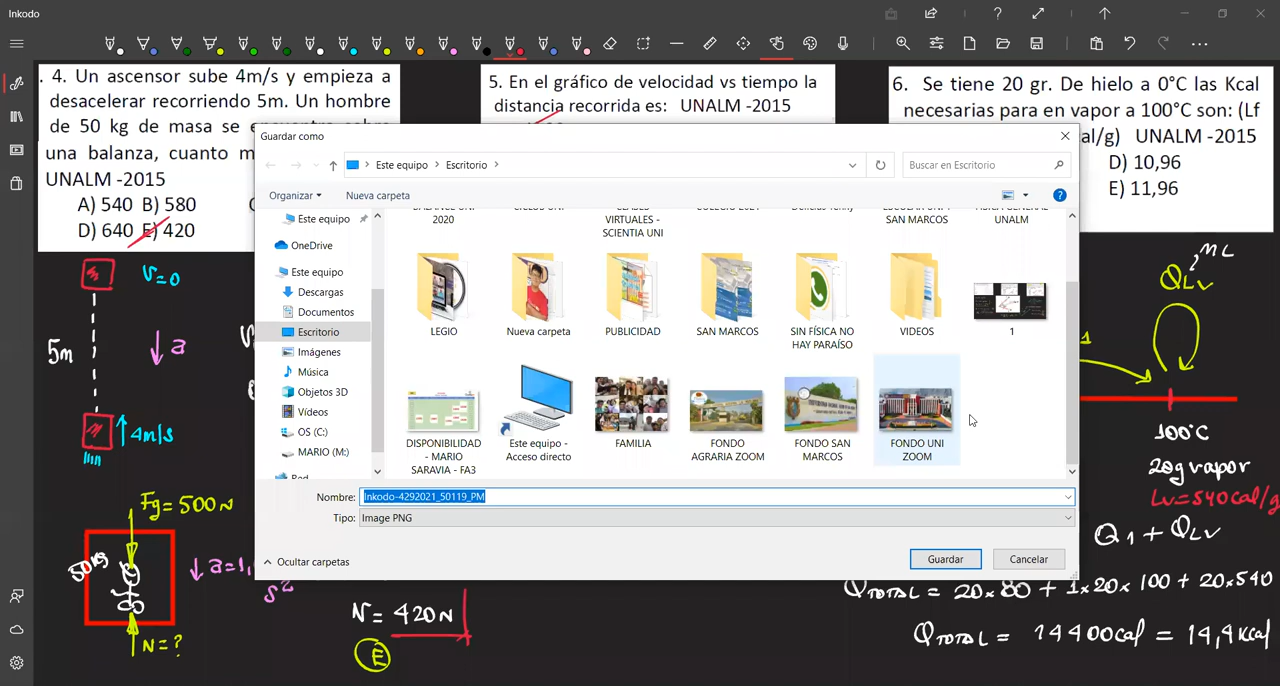 Inkodo
. 4. Un ascensor sube 4m/s y empieza a
desacelerar recorriendo 5m. Un hombre
de 50 kg de masa se encuentra sobre
una balanza, cuanto m
UNALM -2015
A) 540 B) 580
D) 640 E) 420
5. En el gráfico de velocidad vs tiempo la
distancia recorrida es: UNALM -2015
6. Se tiene 20 gr. De hielo a 0°C las Kcal
necesarias para en vapor a 100°C son: (Lf
al/g) UNALM -2015
D) 10,96
E) 11,96
Guardar como
Este equipo > Escritorio >
Buscar en Escritorio
Organizar
Nueva carpeta
Este equipo
OneDrive
Este equipo
Descargas
Documentos
Escritorio
Imágenes
Música
Objetos 3D
Vídeos
OS (C:)
MARIO (M:)
Red
2020
VIRTUALES -
SCIENTIA UNI
SAN MARCOS
UNALM
LEGIO
Nueva carpeta
PUBLICIDAD
SAN MARCOS
SIN FÍSICA NO
HAY PARAÍSO
VIDEOS
1
DISPONIBILIDAD
- MARIO
SARAVIA - FA3
Este equipo -
Acceso directo
FAMILIA
FONDO
AGRARIA ZOOM
FONDO SAN
MARCOS
FONDO UNI
ZOOM
Nombre: Inkodo-4292021_50119_PM
Tipo: Image PNG
Ocultar carpetas
Guardar
Cancelar
V=0
5m
↓a
↑4m/s
Fg=500N
50kg
↓a=1,
s²
N=?
N=420N
E
mL
QLV
1
100°C
20g vapor
Lv=540cal/g
Q1+QLV
QTOTAL = 20×80+1×20×100+20×540
QTOTAL = 14400cal = 14,4Kcal